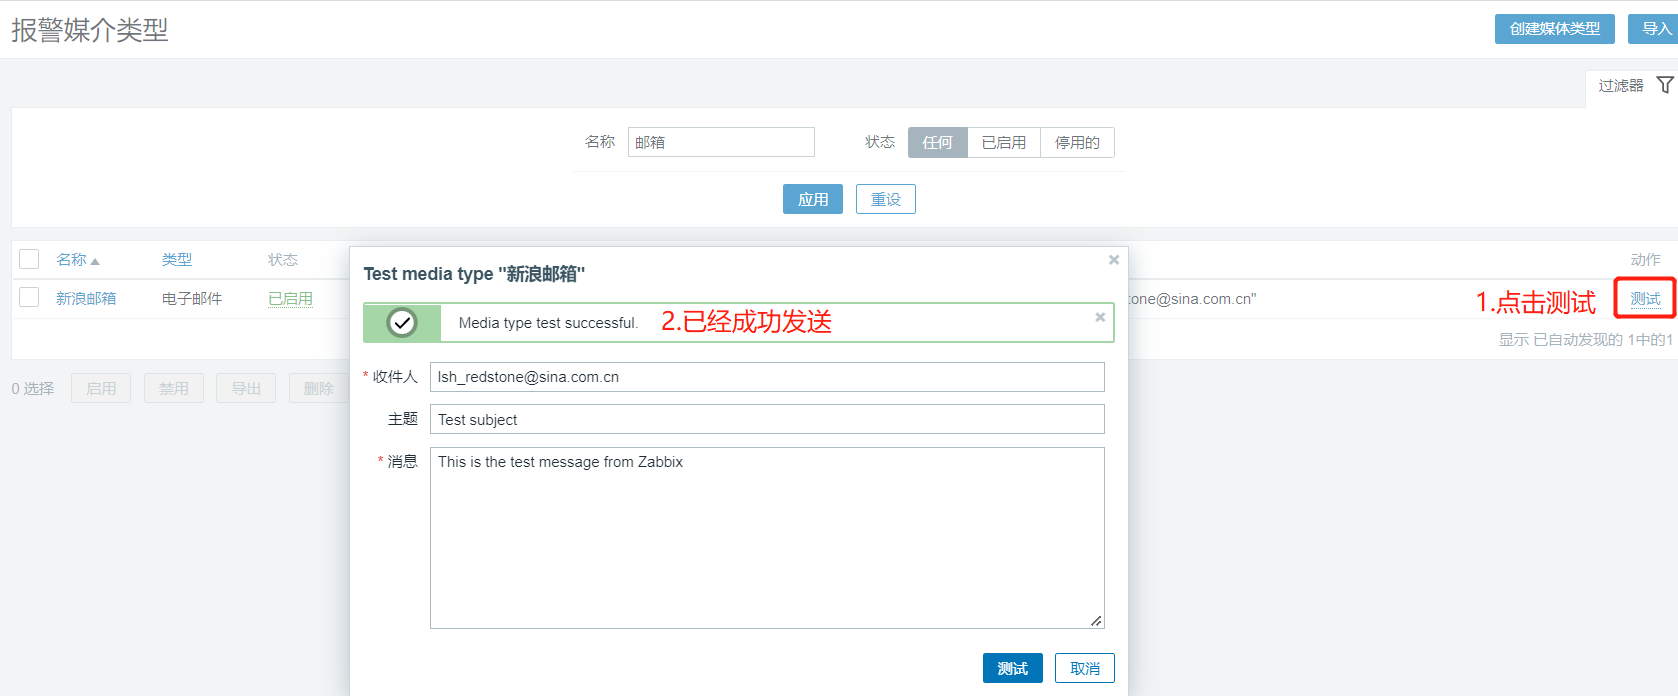 报警媒介类型
创建媒体类型
导入
过滤器
名称 邮箱 状态 任何 已启用 停用的
应用 重设
名称 类型 状态 动作
新浪邮箱 电子邮件 已启用 tone@sina.com.cn" 1.点击测试 测试
显示 已自动发现的 1中的1
0 选择 启用 禁用 导出 删除
Test media type "新浪邮箱"
Media type test successful. 2.已经成功发送
* 收件人 lsh_redstone@sina.com.cn
主题 Test subject
* 消息 This is the test message from Zabbix
测试 取消